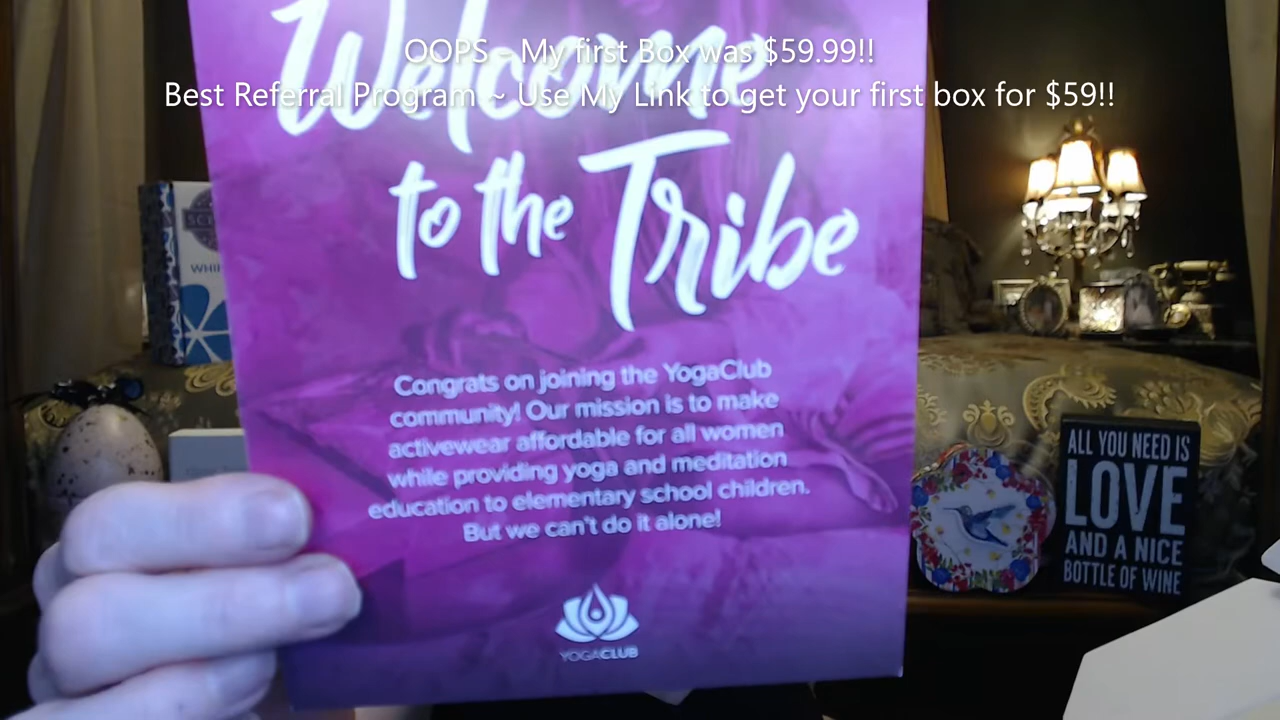 OOPS - My first Box was $59.99!!
Best Referral Program ~ Use My Link to get your first box for $59!!
Welcome
to the Tribe
Congrats on joining the YogaClub
community! Our mission is to make
activewear affordable for all women
while providing yoga and meditation
education to elementary school children.
But we can't do it alone!
YOGACLUB
ALL YOU NEED IS
LOVE
AND A NICE
BOTTLE OF WINE